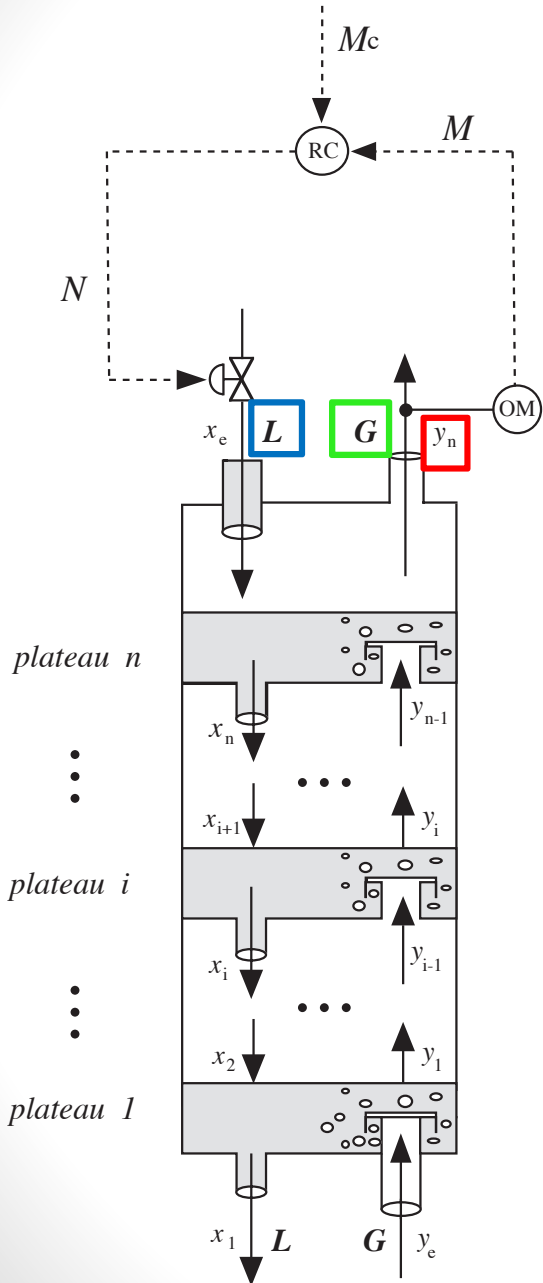 Mc
RC
M
N
OM
xe L G yn
plateau n
xn yn-1
xi+1 yi
plateau i
xi yi-1
x2 y1
plateau 1
x1 L G ye